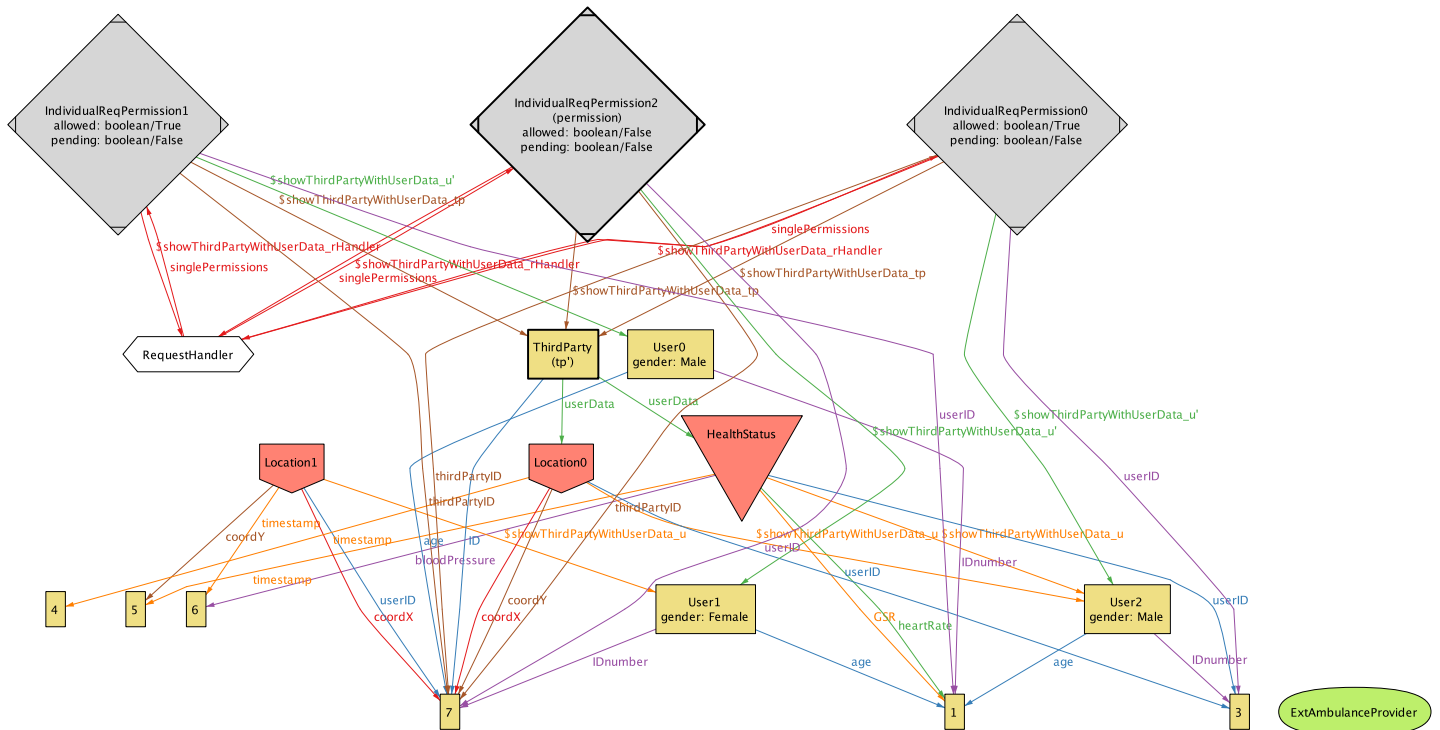 IndividualReqPermission1
allowed: boolean/True
pending: boolean/False
IndividualReqPermission2
(permission)
allowed: boolean/False
pending: boolean/False
IndividualReqPermission0
allowed: boolean/True
pending: boolean/False
$showThirdPartyWithUserData_u'
$showThirdPartyWithUserData_tp
singlePermissions
$showThirdPartyWithUserData_rHandler
$showThirdPartyWithUserData_rHandler
singlePermissions
$showThirdPartyWithUserData_rHandler
singlePermissions
$showThirdPartyWithUserData_tp
$showThirdPartyWithUserData_tp
RequestHandler
ThirdParty
(tp')
User0
gender: Male
userData
userData
userID
$showThirdPartyWithUserData_u'
$showThirdPartyWithUserData_u'
HealthStatus
Location1
Location0
thirdPartyID
userID
thirdPartyID
thirdPartyID
timestamp
coordY
timestamp
age
ID
$showThirdPartyWithUserData_u
$showThirdPartyWithUserData_u
$showThirdPartyWithUserData_u
userID
bloodPressure
IDnumber
userID
timestamp
userID
coordY
userID
coordX
coordX
GSR
heartRate
4
5
6
User1
gender: Female
User2
gender: Male
IDnumber
age
age
IDnumber
7
1
3
ExtAmbulanceProvider